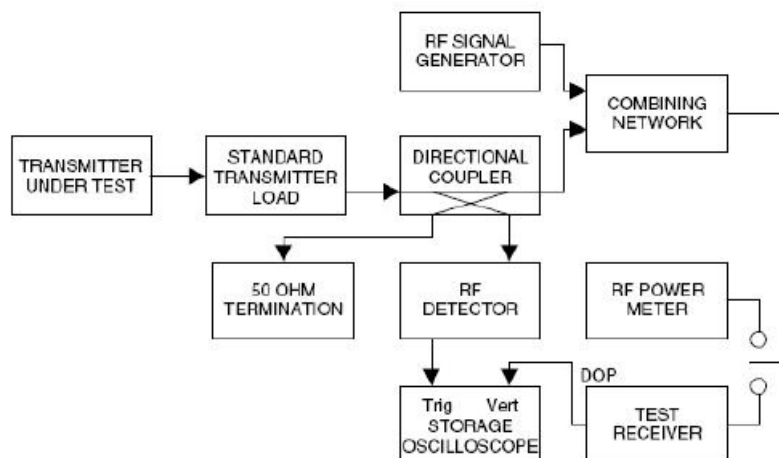 RF SIGNAL
GENERATOR
COMBINING
NETWORK
TRANSMITTER
UNDER TEST
STANDARD
TRANSMITTER
LOAD
DIRECTIONAL
COUPLER
50 OHM
TERMINATION
RF
DETECTOR
RF POWER
METER
DOP
Trig Vert
STORAGE
OSCILLOSCOPE
TEST
RECEIVER